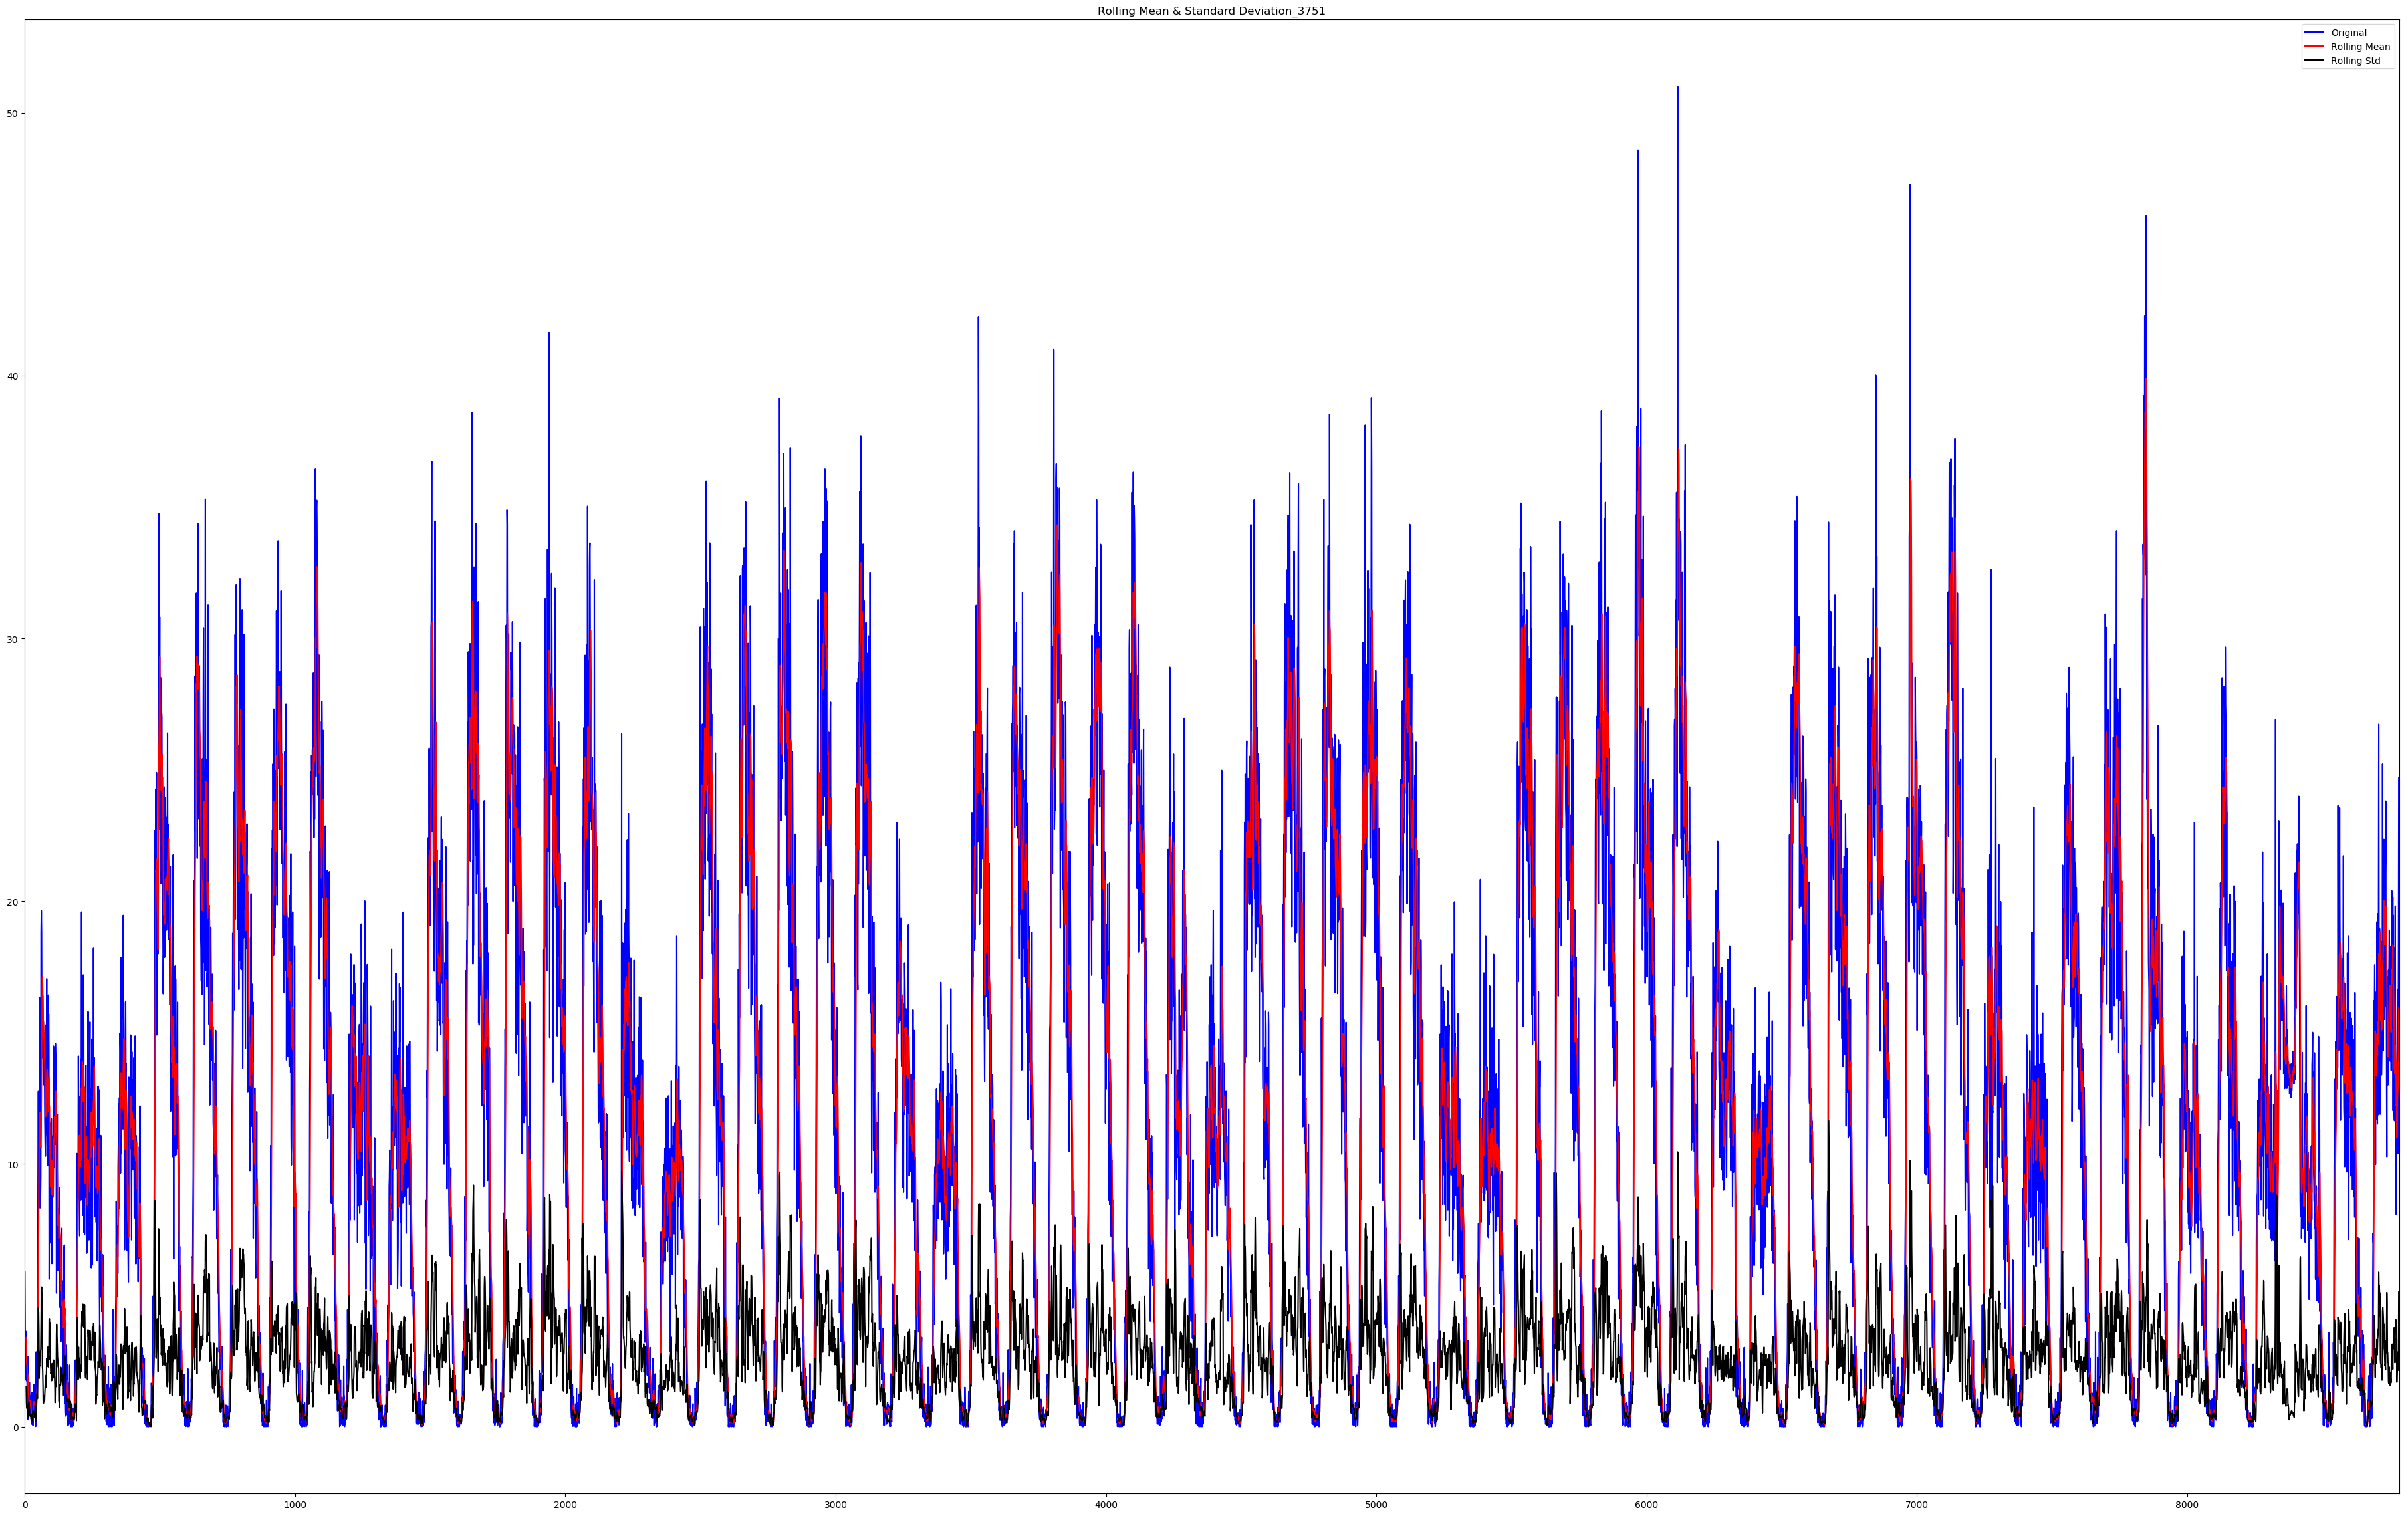 Rolling Mean & Standard Deviation_3751
Original
Rolling Mean
Rolling Std
50
40
30
20
10
0
0 1000 2000 3000 4000 5000 6000 7000 8000